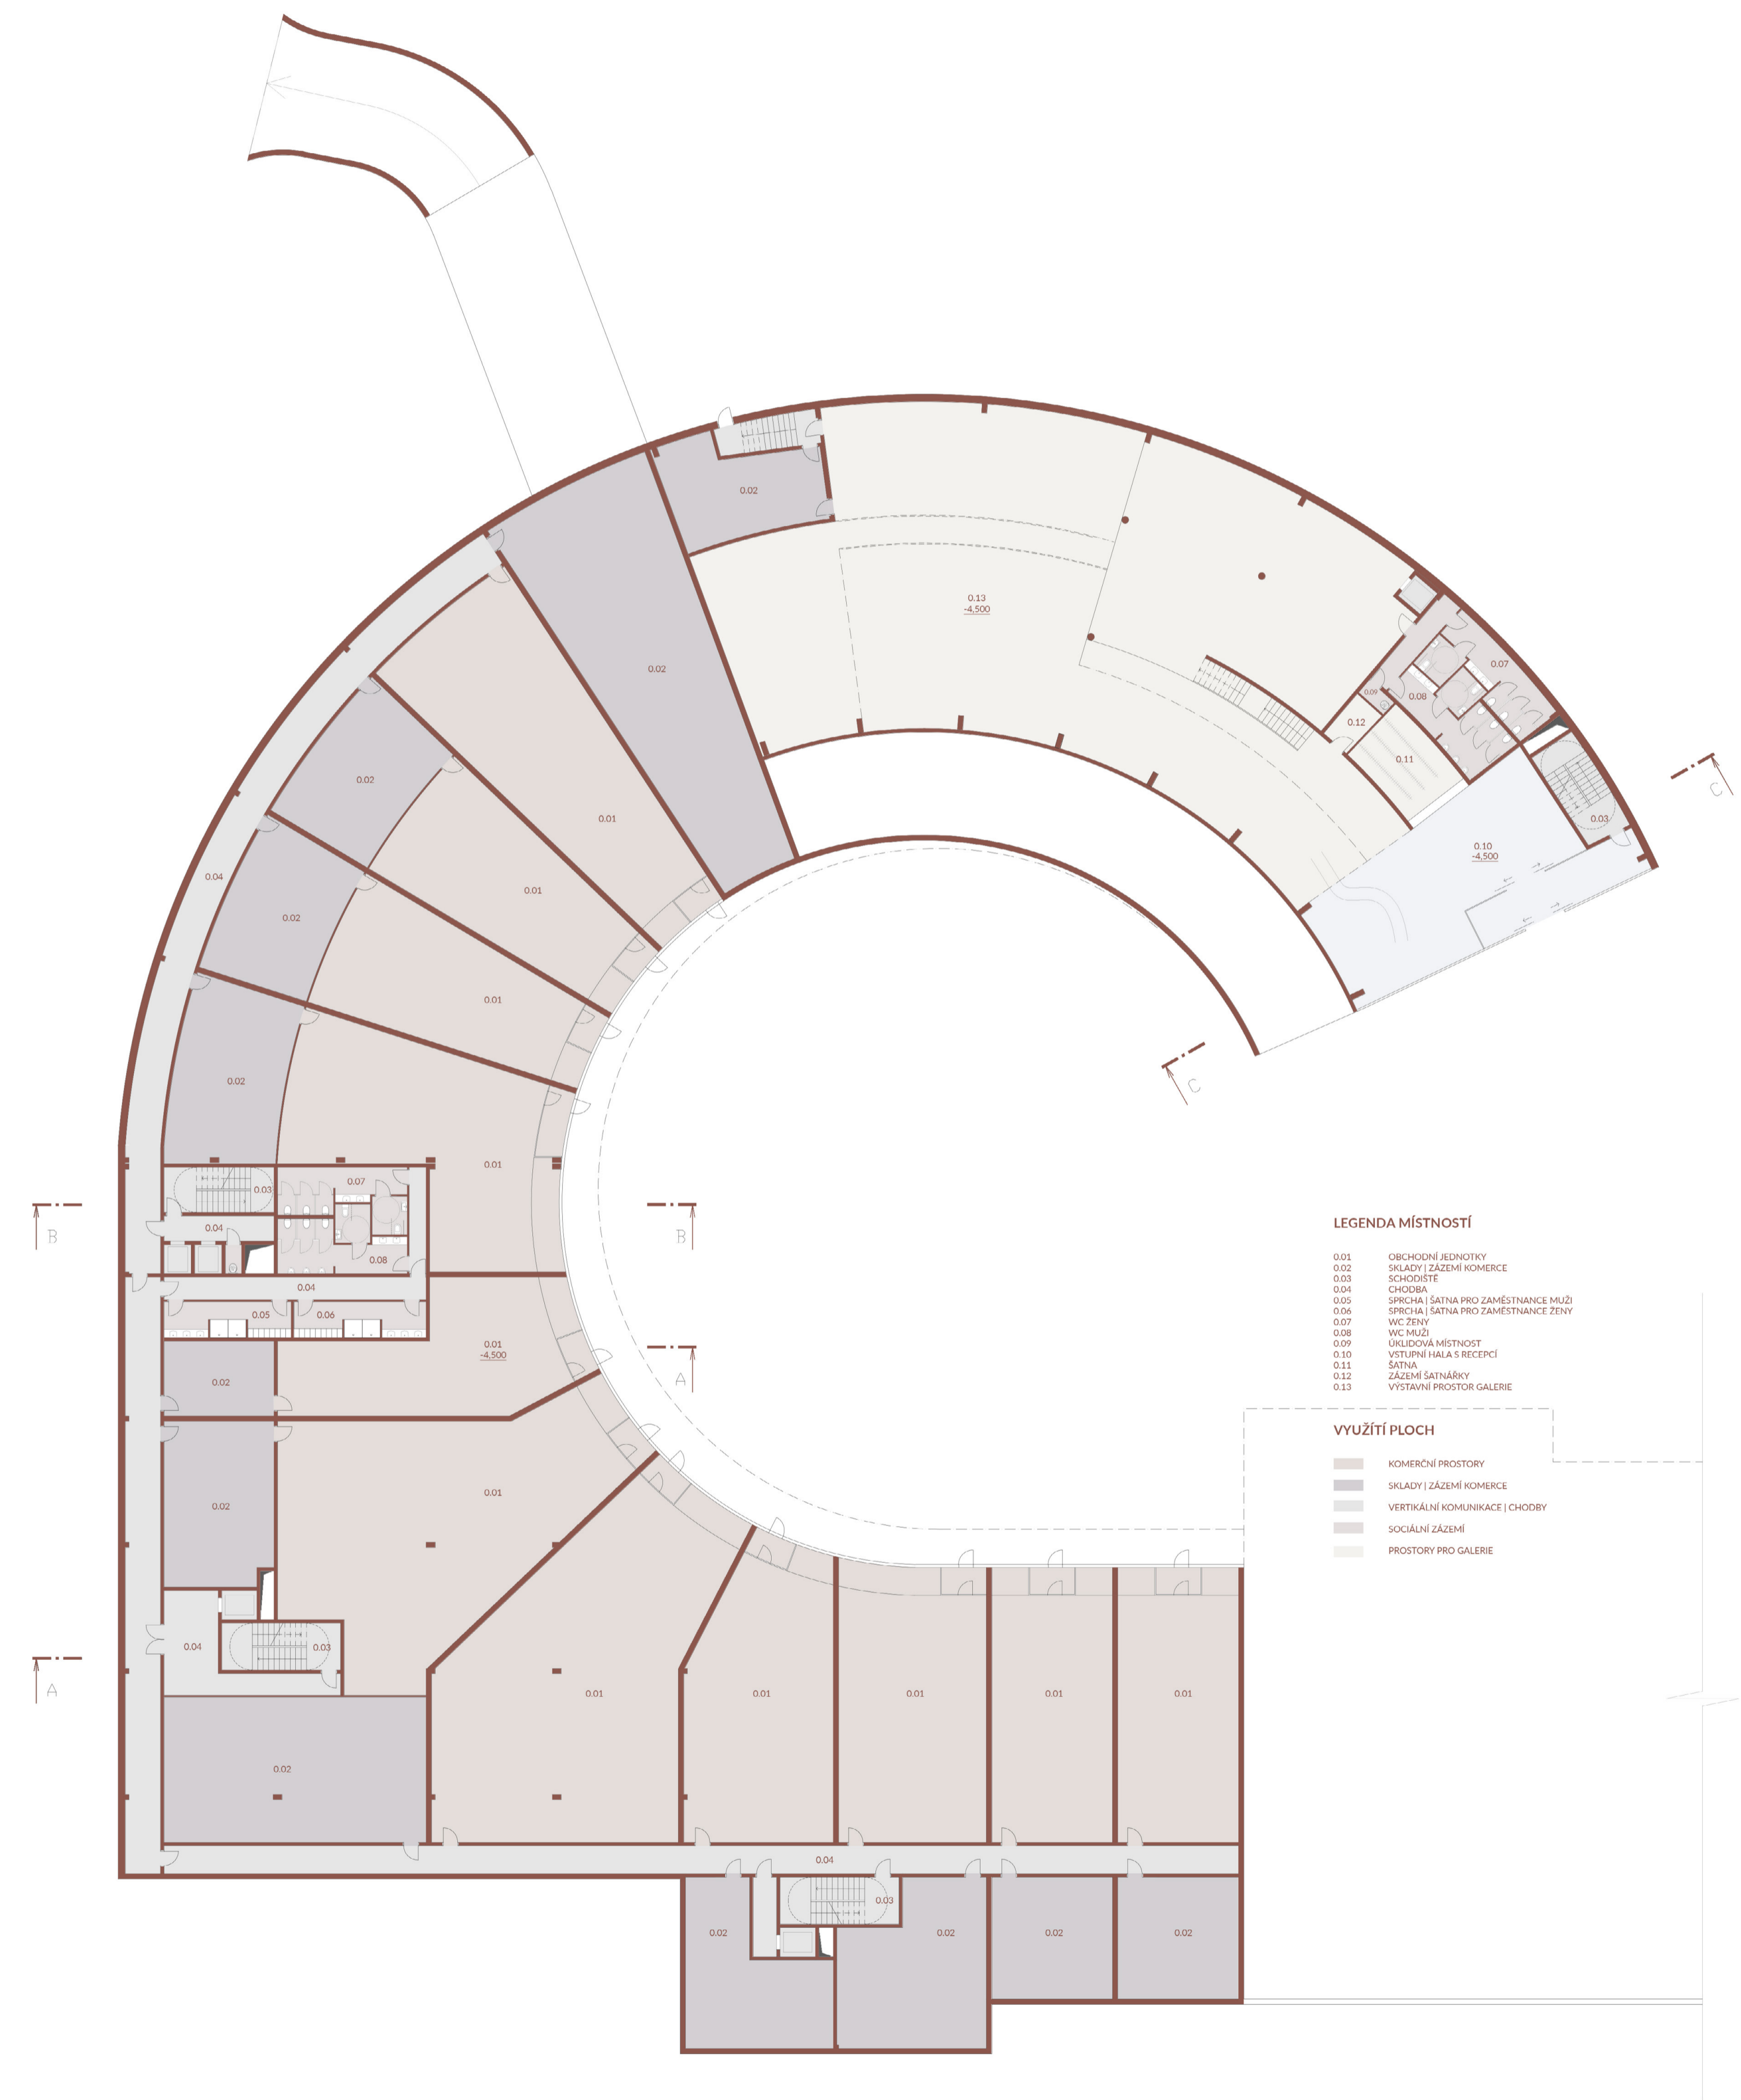 0.02
0.13
-4,500
0.02
0.07
0.09
0.08
0.12
0.11
0.02
0.01
0.03
0.10
-4,500
C
0.04
0.01
0.02
0.01
C
0.02
0.01
0.07
0.03
0.04
0.08
B
B
0.04
0.05
0.06
0.01
-4,500
0.02
A
0.01
0.02
0.04
0.03
A
0.01
0.01
0.01
0.01
0.01
0.02
0.04
0.03
0.02
0.02
0.02
0.02
LEGENDA MÍSTNOSTÍ
0.01 OBCHODNÍ JEDNOTKY
0.02 SKLADY | ZÁZEMÍ KOMERCE
0.03 SCHODIŠTĚ
0.04 CHODBA
0.05 SPRCHA | ŠATNA PRO ZAMĚSTNANCE MUŽI
0.06 SPRCHA | ŠATNA PRO ZAMĚSTNANCE ŽENY
0.07 WC ŽENY
0.08 WC MUŽI
0.09 ÚKLIDOVÁ MÍSTNOST
0.10 VSTUPNÍ HALA S RECEPCÍ
0.11 ŠATNA
0.12 ZÁZEMÍ ŠATNÁŘKY
0.13 VÝSTAVNÍ PROSTOR GALERIE
VYUŽÍTÍ PLOCH
KOMERČNÍ PROSTORY
SKLADY | ZÁZEMÍ KOMERCE
VERTIKÁLNÍ KOMUNIKACE | CHODBY
SOCIÁLNÍ ZÁZEMÍ
PROSTORY PRO GALERIE